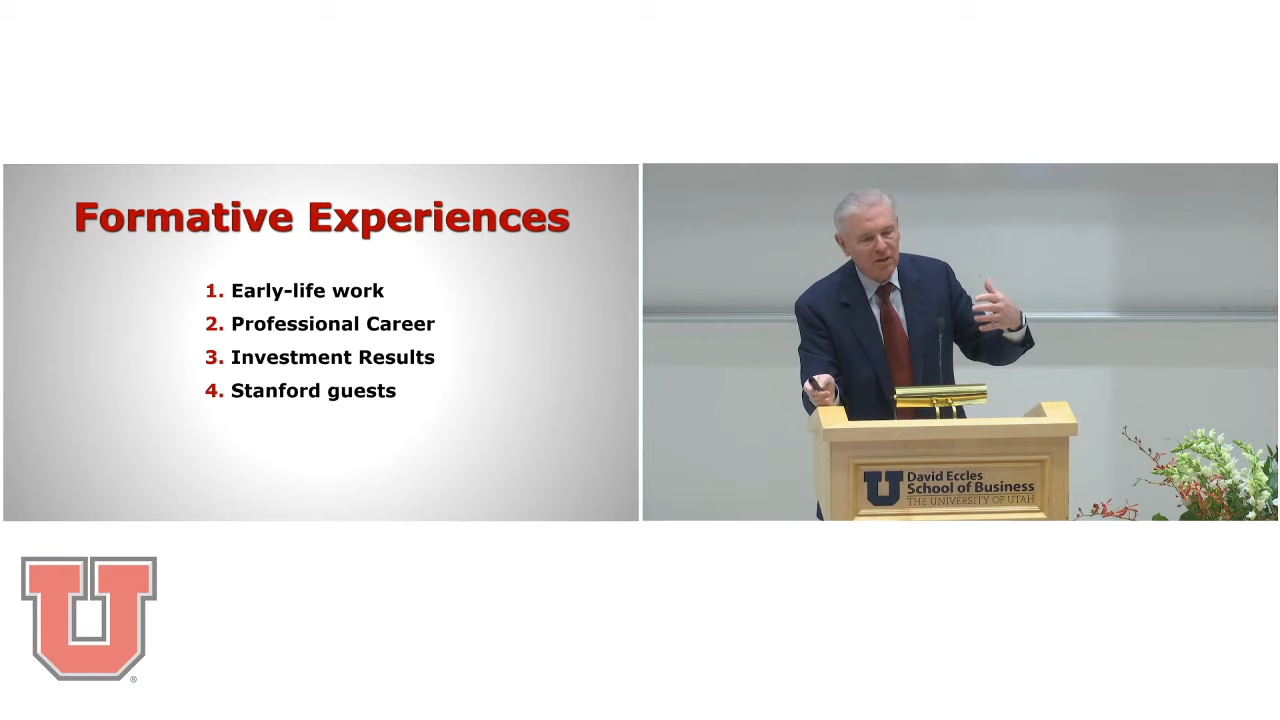 Formative Experiences
1. Early-life work
2. Professional Career
3. Investment Results
4. Stanford guests
U David Eccles
School of Business
THE UNIVERSITY OF UTAH
U
®